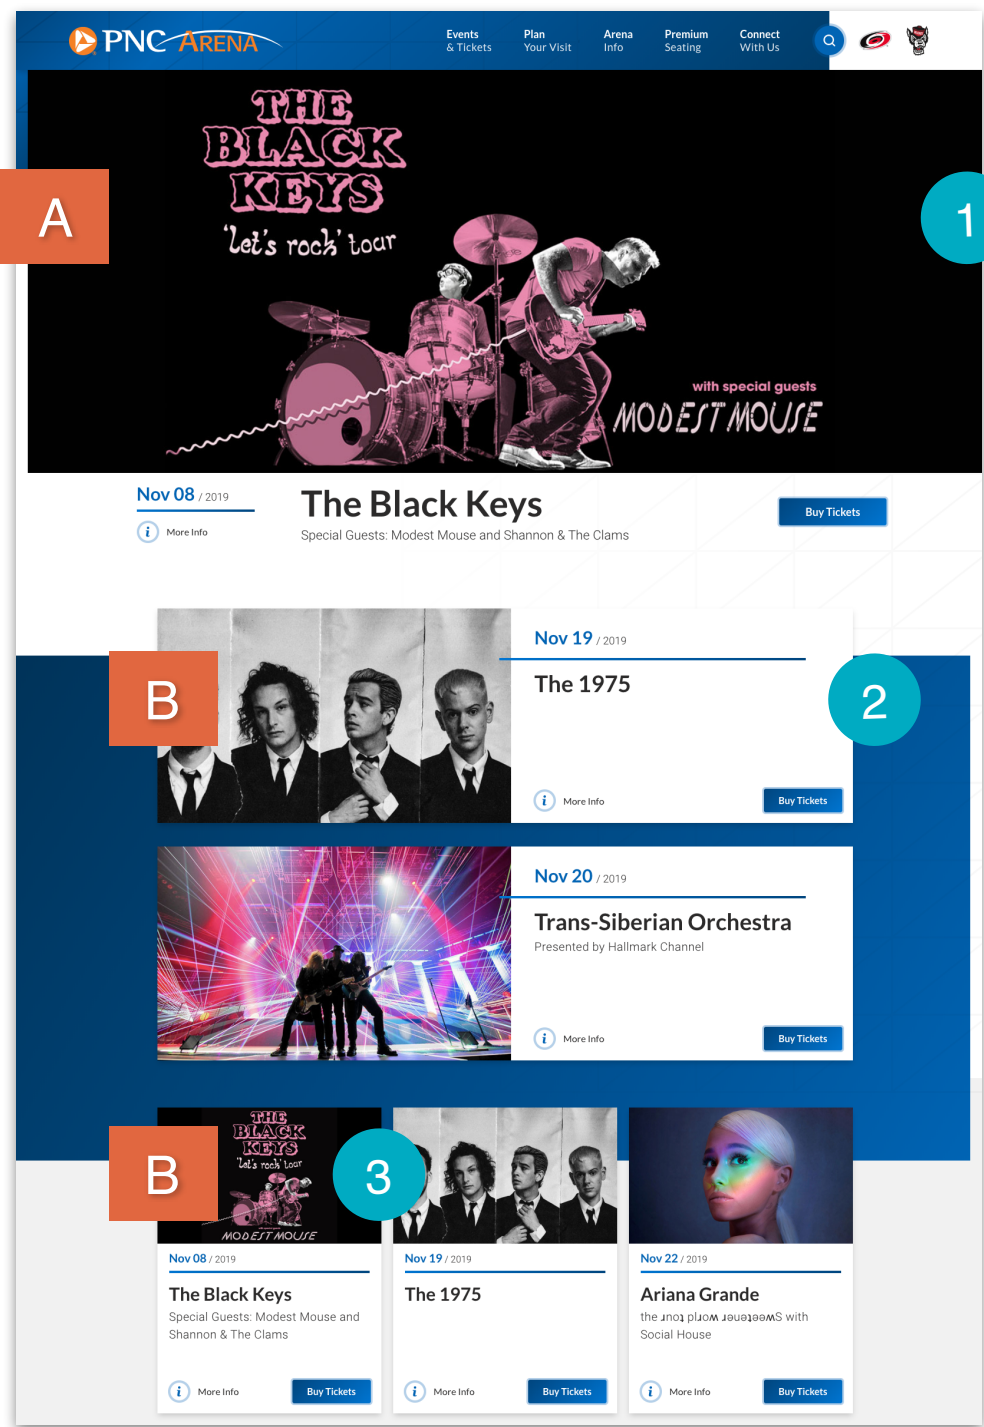 PNC ARENA
Events
& Tickets
Plan
Your Visit
Arena
Info
Premium
Seating
Connect
With Us
THE
BLACK
KEYS
'Let's rock' tour
A
1
with special guests
MODEST MOUSE
Nov 08 / 2019
More Info
The Black Keys
Special Guests: Modest Mouse and Shannon & The Clams
Buy Tickets
B
Nov 19 / 2019
The 1975
2
More Info
Buy Tickets
Nov 20 / 2019
Trans-Siberian Orchestra
Presented by Hallmark Channel
More Info
Buy Tickets
B
THE
BLACK
KEYS
'Let's rock' tour
MODEST MOUSE
3
Nov 08 / 2019
The Black Keys
Special Guests: Modest Mouse and
Shannon & The Clams
More Info
Buy Tickets
Nov 19 / 2019
The 1975
More Info
Buy Tickets
Nov 22 / 2019
Ariana Grande
the ɹnoʇ plɹoʍ ɹǝuǝʇǝǝʍS with
Social House
More Info
Buy Tickets